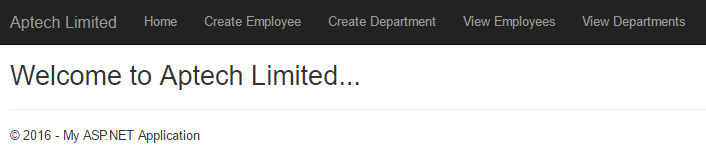 Aptech Limited Home Create Employee Create Department View Employees View Departments
Welcome to Aptech Limited...
© 2016 - My ASP.NET Application